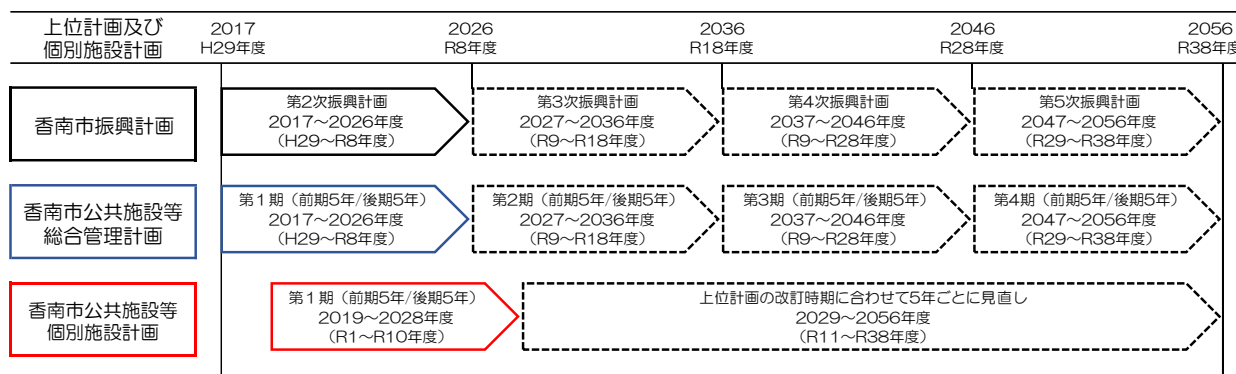 上位計画及び
個別施設計画
2017
H29年度
2026
R8年度
2036
R18年度
2046
R28年度
2056
R38年度
香南市振興計画
第2次振興計画
2017～2026年度
(H29～R8年度)
第3次振興計画
2027～2036年度
(R9～R18年度)
第4次振興計画
2037～2046年度
(R9～R28年度)
第5次振興計画
2047～2056年度
(R29～R38年度)
香南市公共施設等
総合管理計画
第１期（前期5年/後期5年）
2017～2026年度
(H29～R8年度)
第2期（前期5年/後期5年）
2027～2036年度
(R9～R18年度)
第3期（前期5年/後期5年）
2037～2046年度
(R9～R28年度)
第4期（前期5年/後期5年）
2047～2056年度
(R29～R38年度)
香南市公共施設等
個別施設計画
第１期（前期5年/後期5年）
2019～2028年度
(R1～R10年度)
上位計画の改訂時期に合わせて5年ごとに見直し
2029～2056年度
(R11～R38年度)